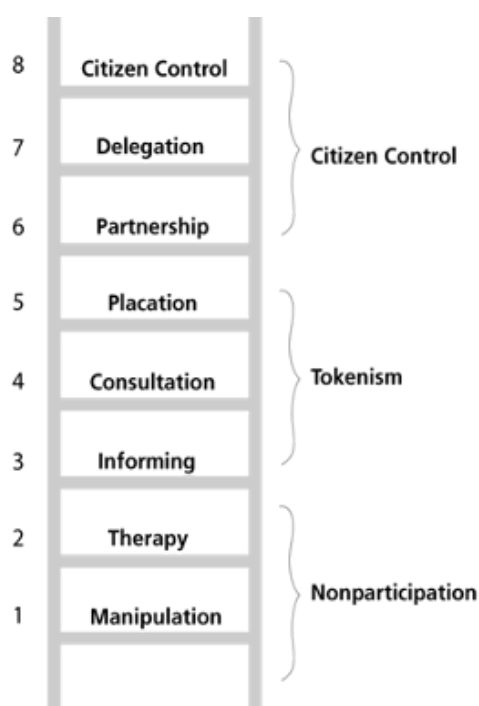 8 Citizen Control
7 Delegation
Citizen Control
6 Partnership
5 Placation
4 Consultation
Tokenism
3 Informing
2 Therapy
Nonparticipation
1 Manipulation